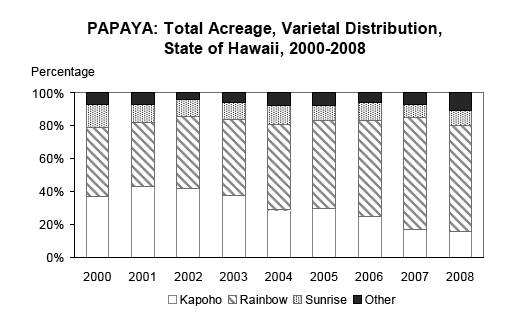 PAPAYA: Total Acreage, Varietal Distribution,
State of Hawaii, 2000-2008
Percentage
100%
80%
60%
40%
20%
0%
2000 2001 2002 2003 2004 2005 2006 2007 2008
Kapoho Rainbow Sunrise Other